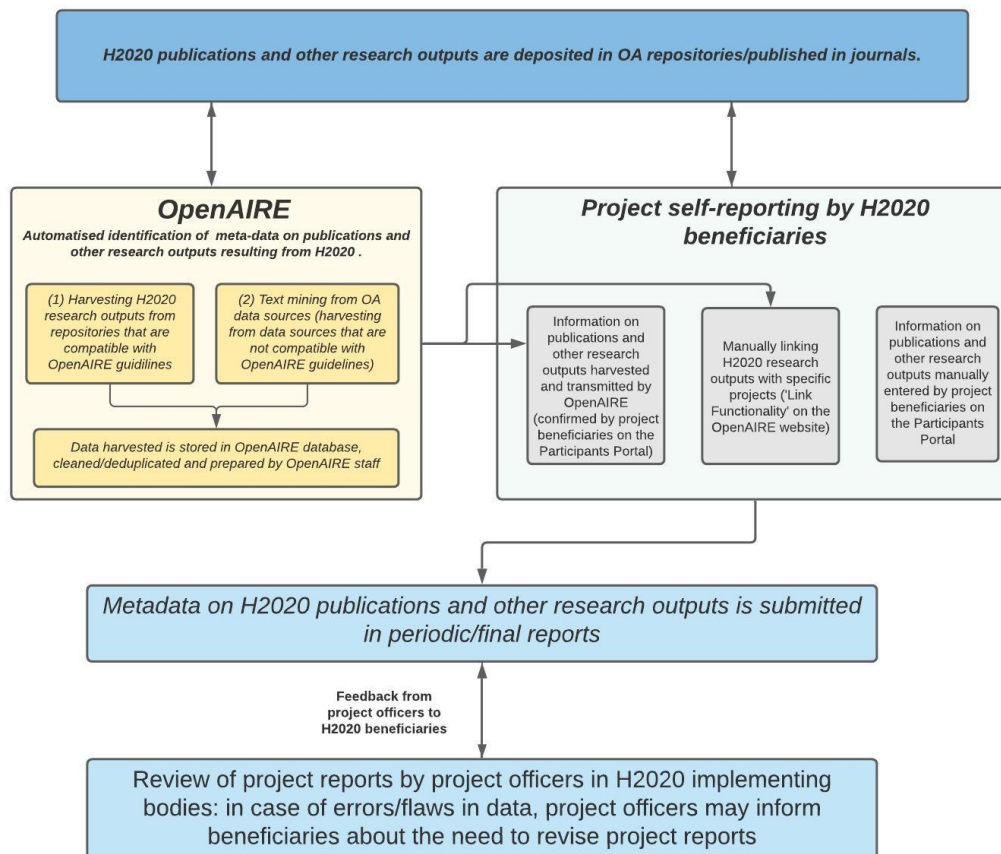 H2020 publications and other research outputs are deposited in OA repositories/published in journals.
OpenAIRE
Automatised identification of meta-data on publications and
other research outputs resulting from H2020 .
(1) Harvesting H2020
research outputs from
repositories that are
compatible with
OpenAIRE guidilines
(2) Text mining from OA
data sources (harvesting
from data sources that are
not compatible with
OpenAIRE guidelines)
Data harvested is stored in OpenAIRE database,
cleaned/deduplicated and prepared by OpenAIRE staff
Project self-reporting by H2020
beneficiaries
Information on
publications and
other research
outputs harvested
and transmitted by
OpenAIRE
(confirmed by project
beneficiaries on the
Participants Portal)
Manually linking
H2020 research
outputs with specific
projects ('Link
Functionality' on the
OpenAIRE website)
Information on
publications and
other research
outputs manually
entered by project
beneficiaries on
the Participants
Portal
Metadata on H2020 publications and other research outputs is submitted
in periodic/final reports
Feedback from
project officers to
H2020 beneficiaries
Review of project reports by project officers in H2020 implementing
bodies: in case of errors/flaws in data, project officers may inform
beneficiaries about the need to revise project reports